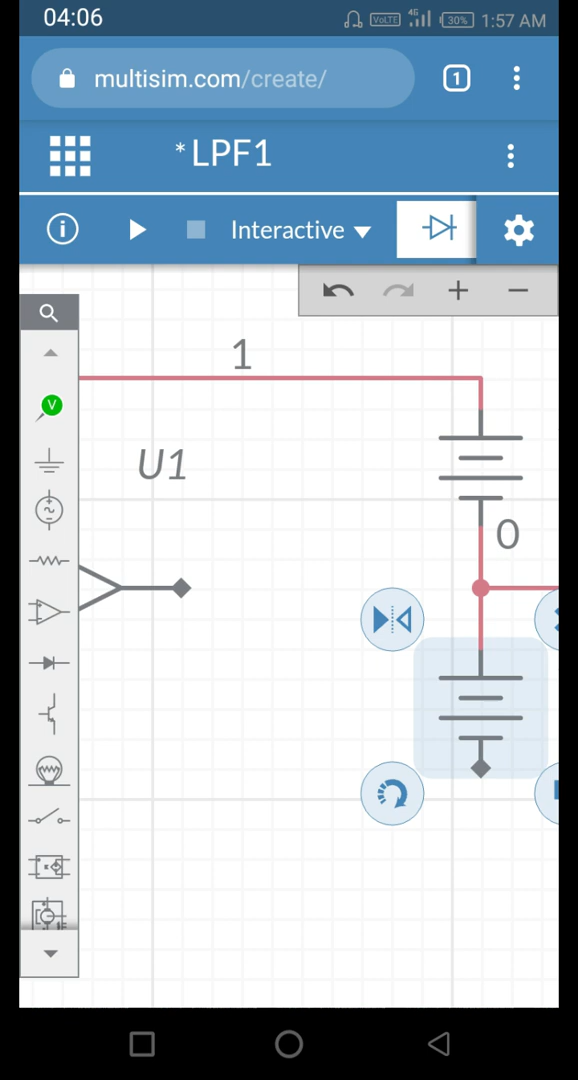 04:06 VoLTE 4G 30% 1:57 AM
multisim.com/create/ 1
*LPF1
i Interactive
V
1
U1
0